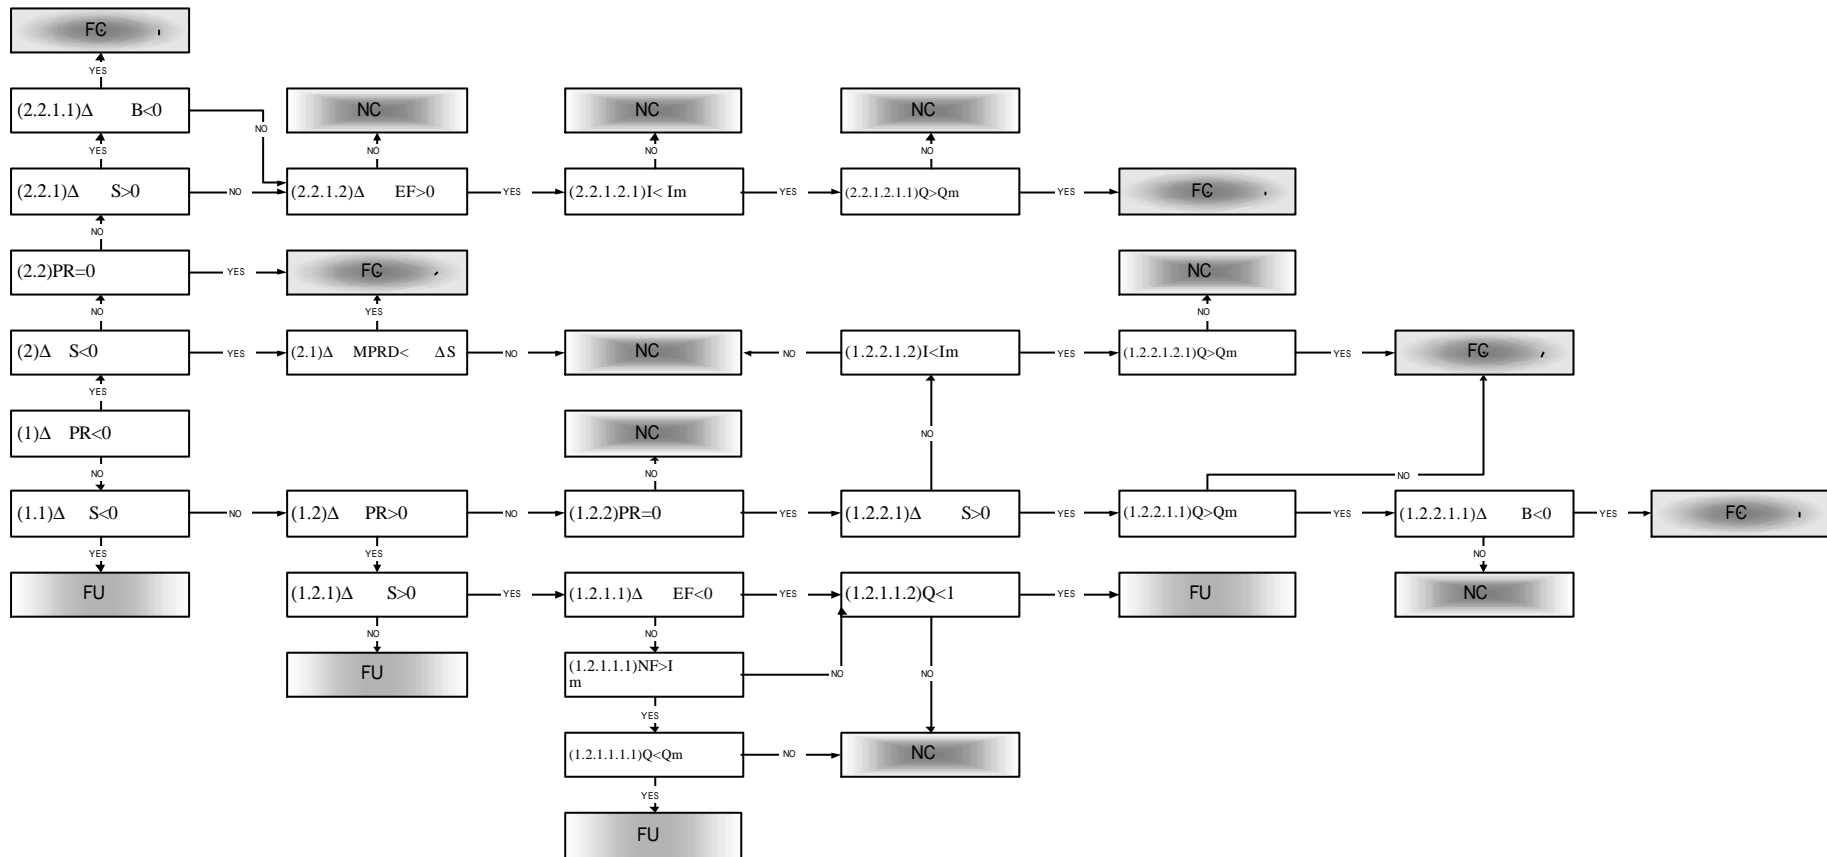 FC ,
YES
(2.2.1.1)Δ B<0
NC
NC
NC
NO
YES
NO
NO
NO
(2.2.1)Δ S>0
NO
(2.2.1.2)Δ EF>0
YES
(2.2.1.2.1)I< Im
YES
(2.2.1.2.1.1)Q>Qm
YES
FC ,
NO
(2.2)PR=0
YES
FC ,
NC
NO
YES
NO
(2)Δ S<0
YES
(2.1)Δ MPRD< ΔS
NO
NC
NO
(1.2.2.1.2)I<Im
YES
(1.2.2.1.2.1)Q>Qm
YES
FC ,
YES
(1)Δ PR<0
NC
NO
NO
NO
NO
(1.1)Δ S<0
NO
(1.2)Δ PR>0
NO
(1.2.2)PR=0
YES
(1.2.2.1)Δ S>0
YES
(1.2.2.1.1)Q>Qm
YES
(1.2.2.1.1)Δ B<0
YES
FC ,
YES
YES
NO
FU
(1.2.1)Δ S>0
YES
(1.2.1.1)Δ EF<0
YES
(1.2.1.1.2)Q<1
YES
FU
NC
NO
NO
FU
(1.2.1.1.1)NF>I
m
NO
NO
YES
(1.2.1.1.1.1)Q<Qm
NO
NC
YES
FU